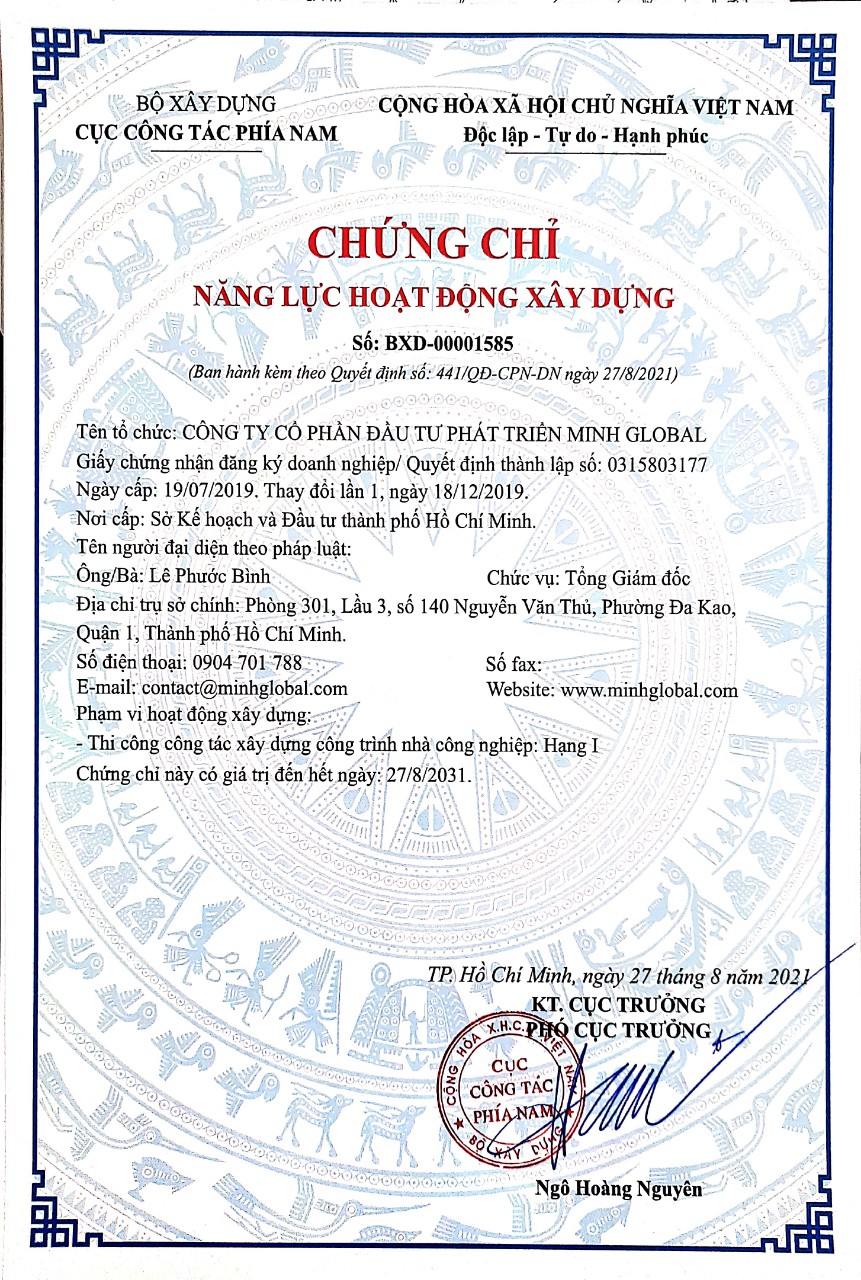 BỘ XÂY DỰNG
CỤC CÔNG TÁC PHÍA NAM
CỘNG HÒA XÃ HỘI CHỦ NGHĨA VIỆT NAM
Độc lập - Tự do - Hạnh phúc
CHỨNG CHỈ
NĂNG LỰC HOẠT ĐỘNG XÂY DỰNG
Số: BXD-00001585
(Ban hành kèm theo Quyết định số: 441/QĐ-CPN-DN ngày 27/8/2021)
Tên tổ chức: CÔNG TY CỔ PHẦN ĐẦU TƯ PHÁT TRIỂN MINH GLOBAL
Giấy chứng nhận đăng ký doanh nghiệp/ Quyết định thành lập số: 0315803177
Ngày cấp: 19/07/2019. Thay đổi lần 1, ngày 18/12/2019.
Nơi cấp: Sở Kế hoạch và Đầu tư thành phố Hồ Chí Minh.
Tên người đại diện theo pháp luật:
Ông/Bà: Lê Phước Bình Chức vụ: Tổng Giám đốc
Địa chỉ trụ sở chính: Phòng 301, Lầu 3, số 140 Nguyễn Văn Thủ, Phường Đa Kao,
Quận 1, Thành phố Hồ Chí Minh.
Số điện thoại: 0904 701 788 Số fax:
E-mail: contact@minhglobal.com Website: www.minhglobal.com
Phạm vi hoạt động xây dựng:
- Thi công công tác xây dựng công trình nhà công nghiệp: Hạng I
Chứng chỉ này có giá trị đến hết ngày: 27/8/2031.
TP. Hồ Chí Minh, ngày 27 tháng 8 năm 2021
KT. CỤC TRƯỞNG
PHÓ CỤC TRƯỞNG
CỘNG HÒA X.H.C.N VIỆT NAM
CỤC
CÔNG TÁC
PHÍA NAM
BỘ XÂY DỰNG
Ngô Hoàng Nguyên